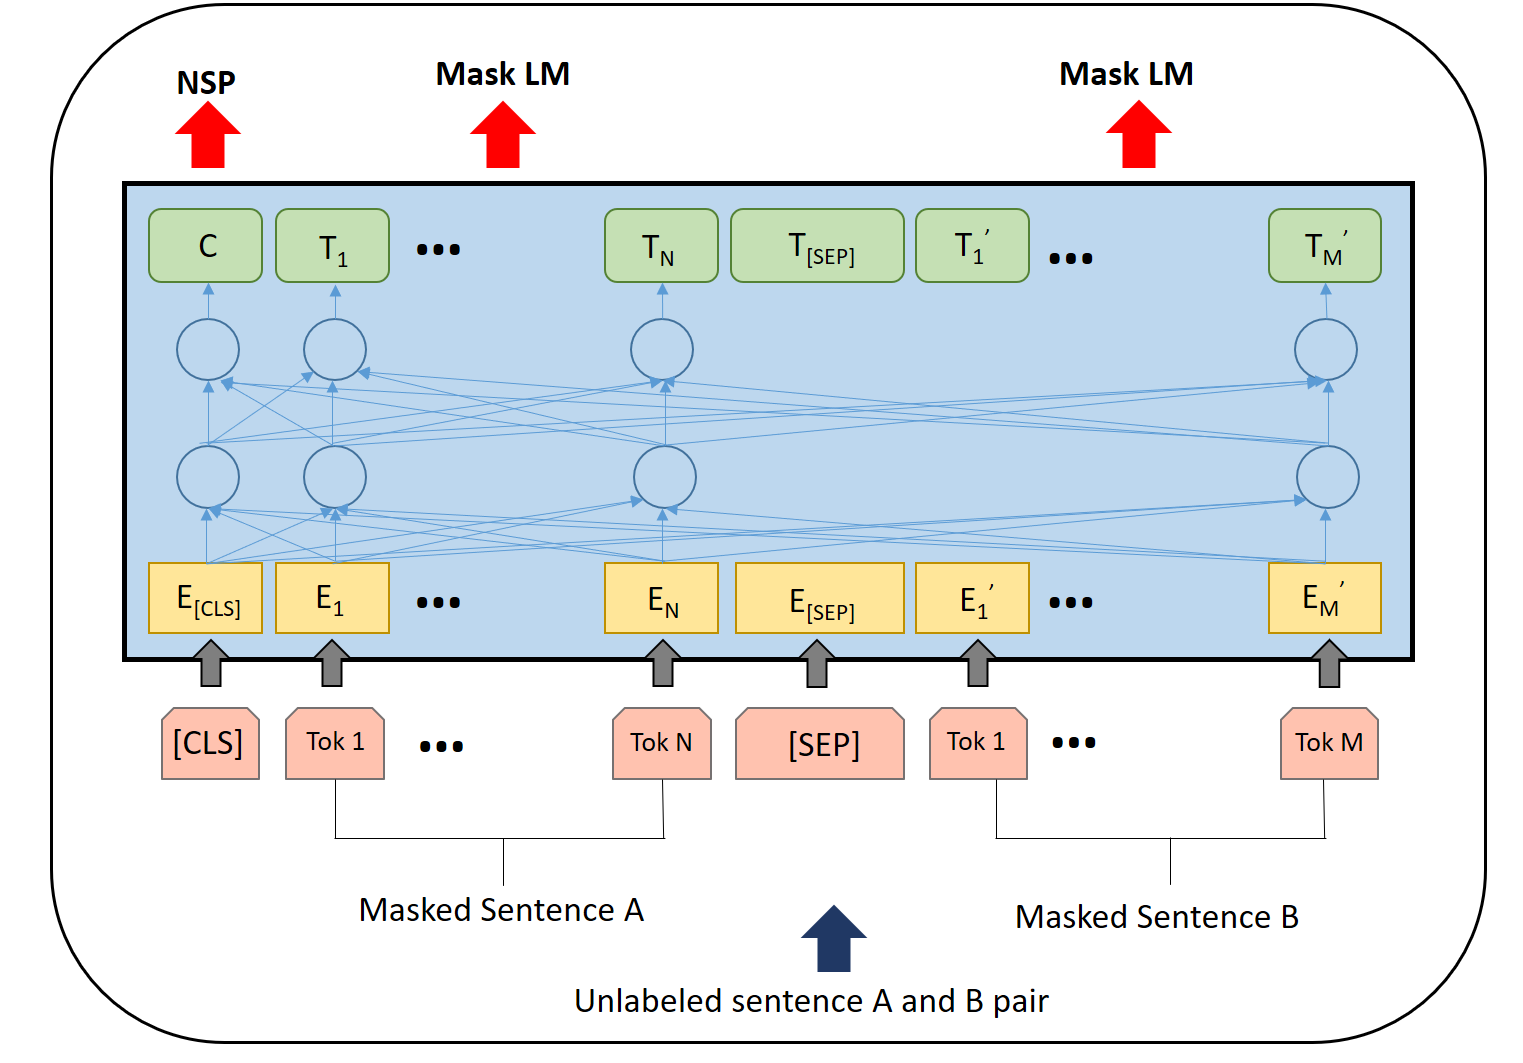 NSP Mask LM Mask LM
C T1 ... TN T[SEP] T1’ ... TM’
E[CLS] E1 ... EN E[SEP] E1’ ... EM’
[CLS] Tok 1 ... Tok N [SEP] Tok 1 ... Tok M
Masked Sentence A Masked Sentence B
Unlabeled sentence A and B pair